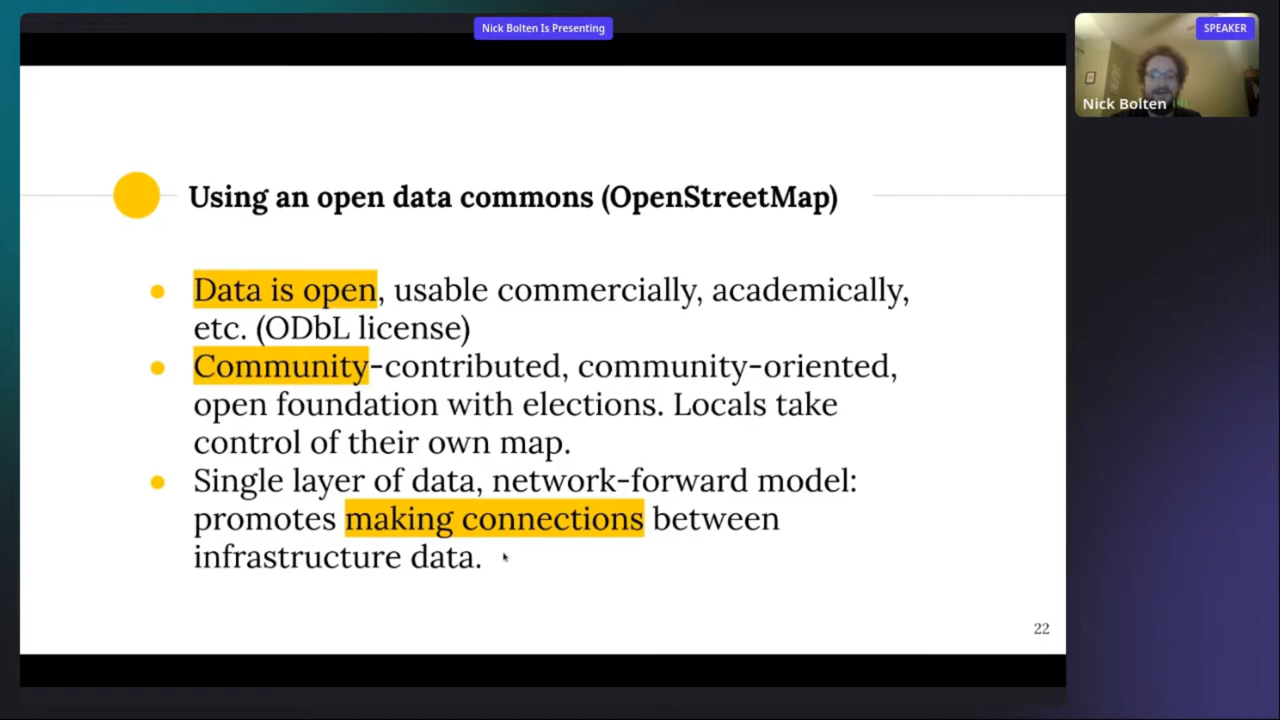 Nick Bolten Is Presenting
SPEAKER
Nick Bolten
Using an open data commons (OpenStreetMap)
● Data is open, usable commercially, academically,
etc. (ODbL license)
● Community-contributed, community-oriented,
open foundation with elections. Locals take
control of their own map.
● Single layer of data, network-forward model:
promotes making connections between
infrastructure data.
22